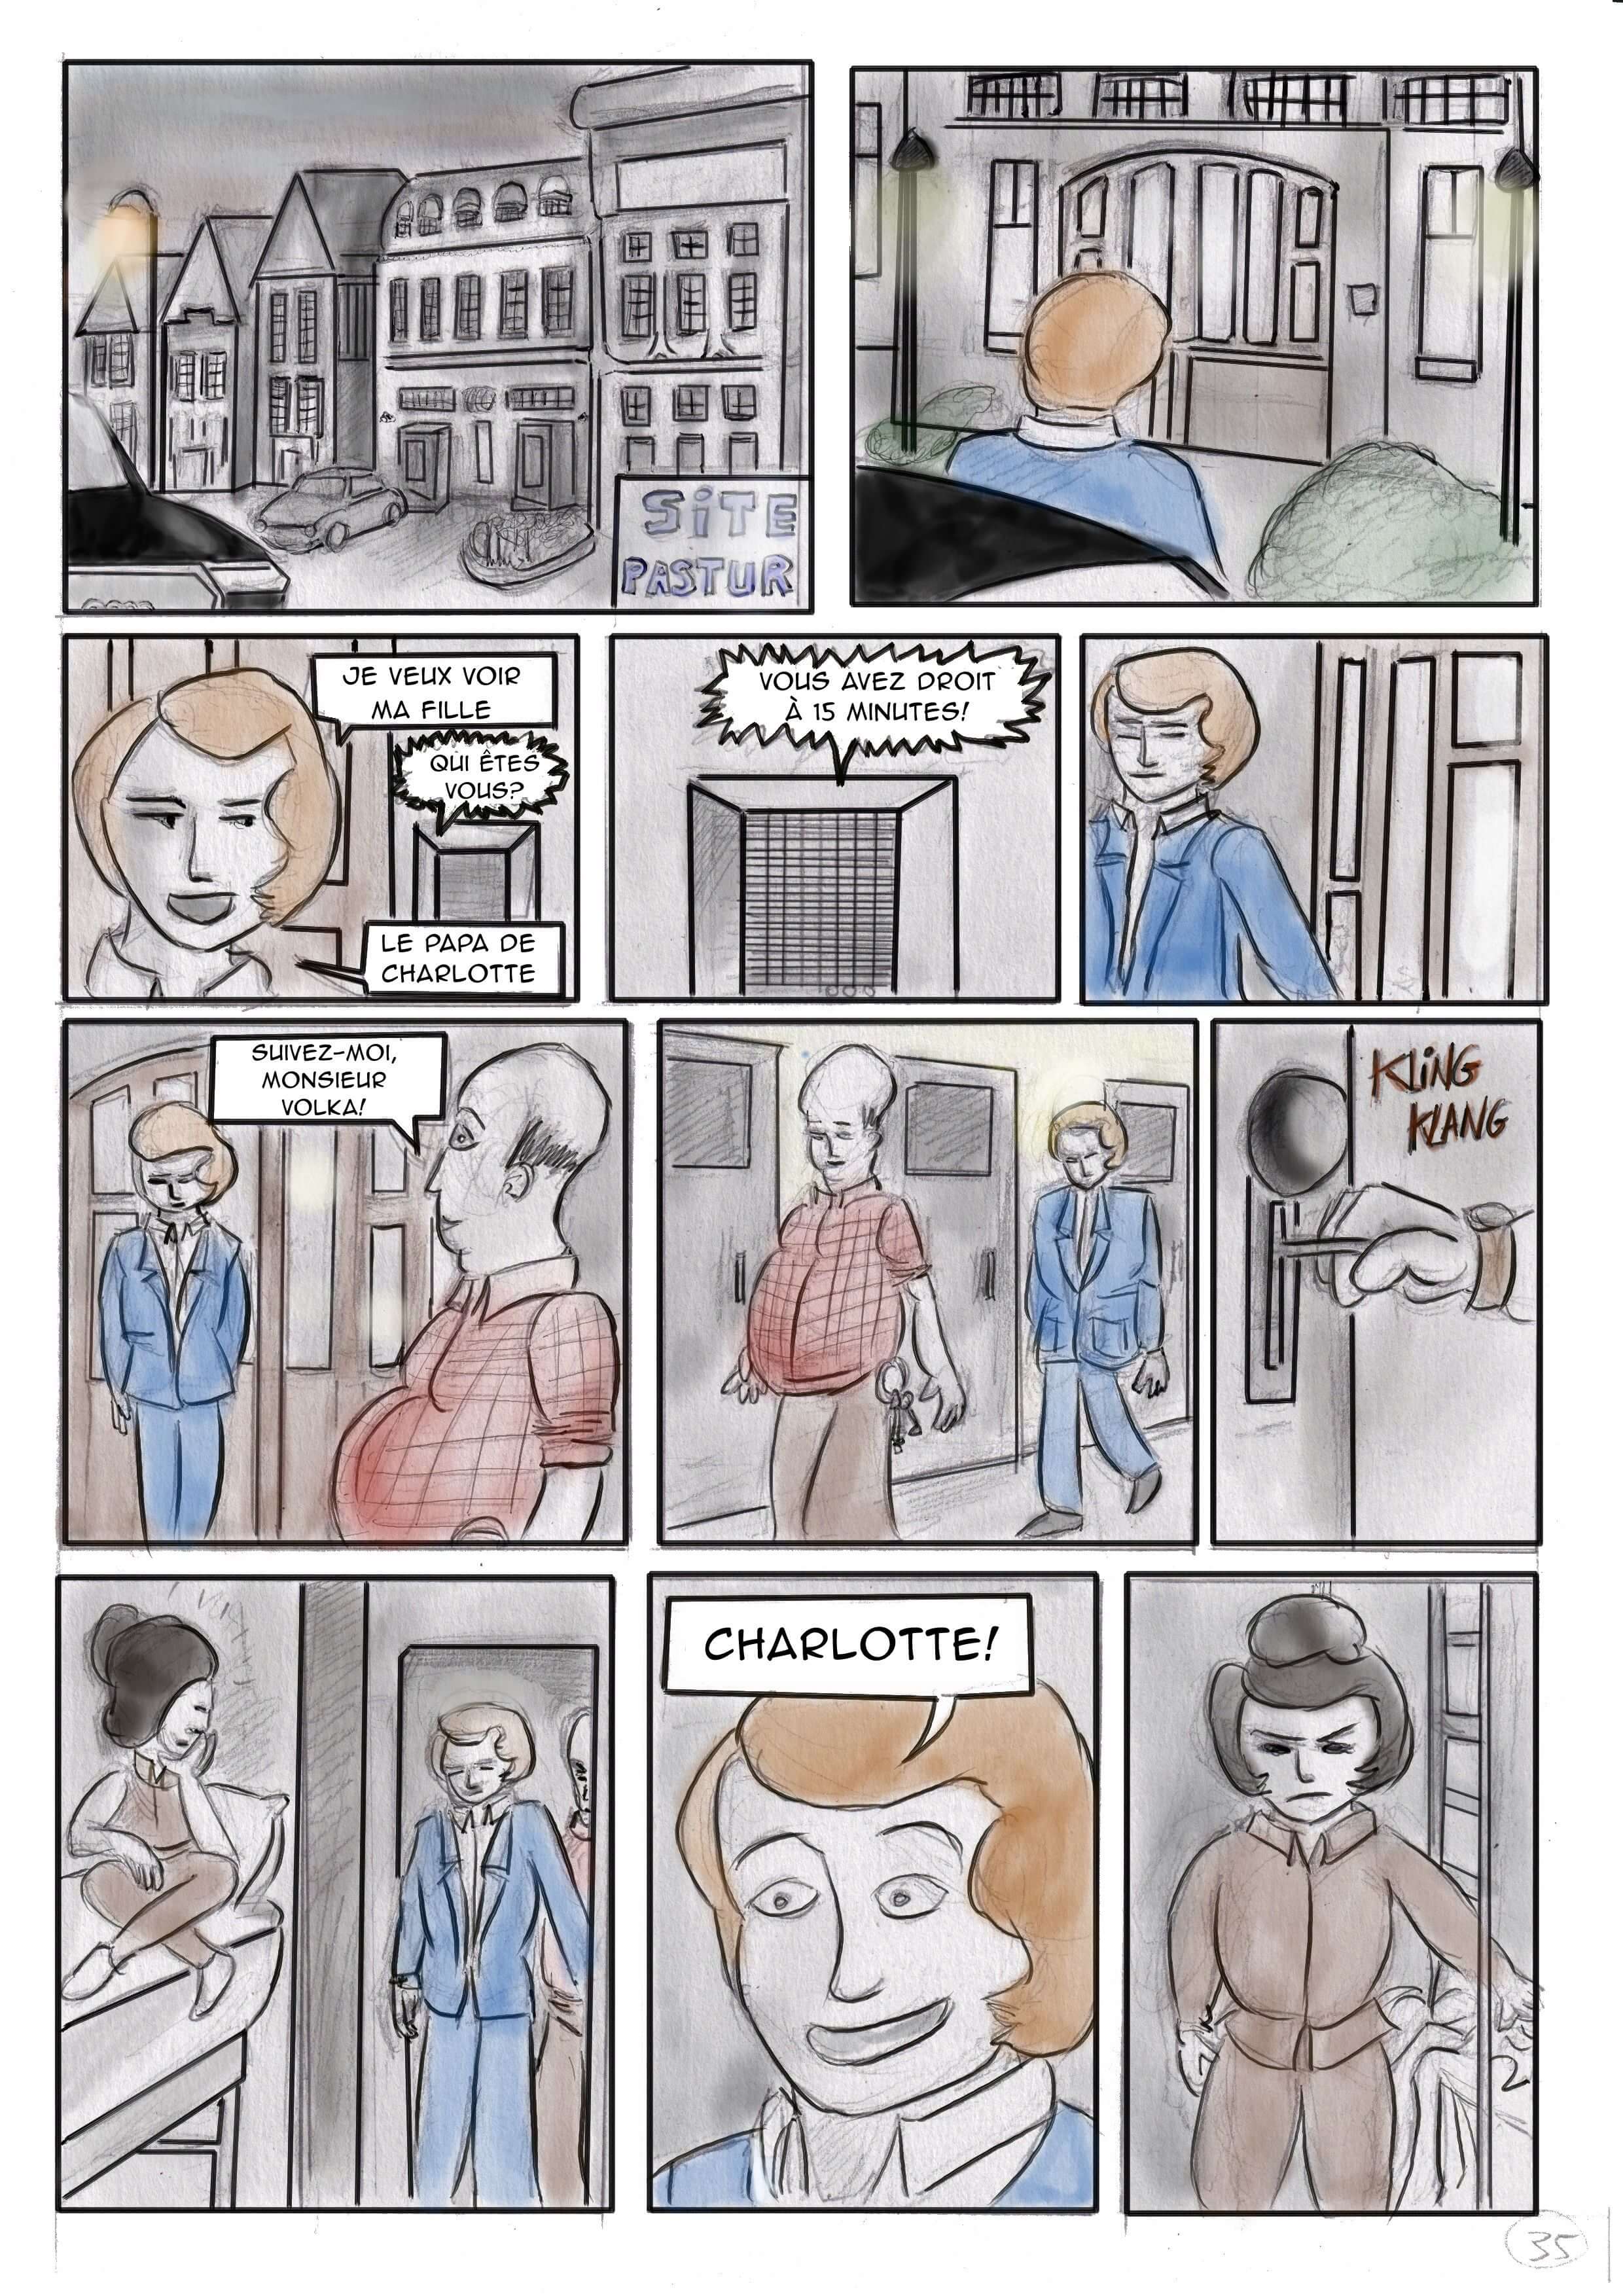 SiTE
PASTUR
JE VEUX VOIR
MA FILLE
QUI ÊTES
VOUS?
LE PAPA DE
CHARLOTTE
VOUS AVEZ DROIT
À 15 MINUTES!
SUIVEZ-MOI,
MONSIEUR
VOLKA!
KLiNG
KLANG
CHARLOTTE!
35